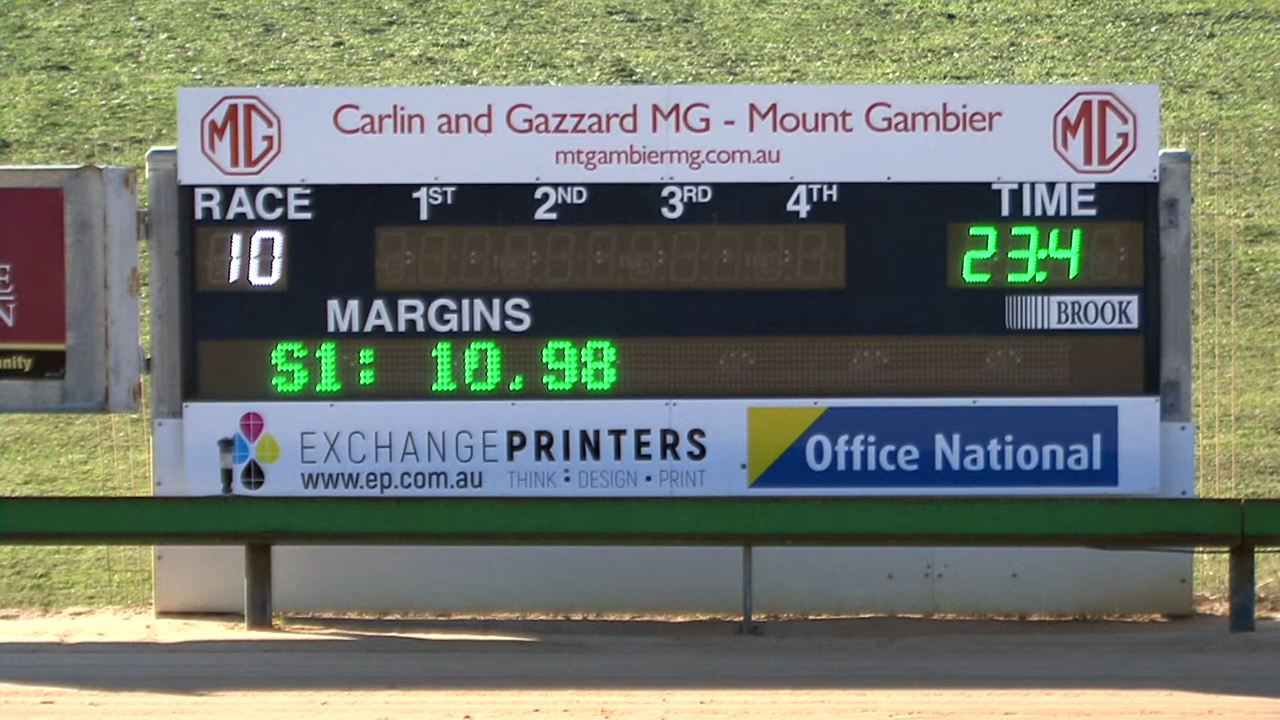 Carlin and Gazzard MG - Mount Gambier
mtgambiermg.com.au
MG
MG
RACE 1ST 2ND 3RD 4TH TIME
10 23:4
MARGINS
BROOK
S1: 10.98
EXCHANGEPRINTERS
www.ep.com.au THINK : DESIGN • PRINT
Office National
E
N
nity